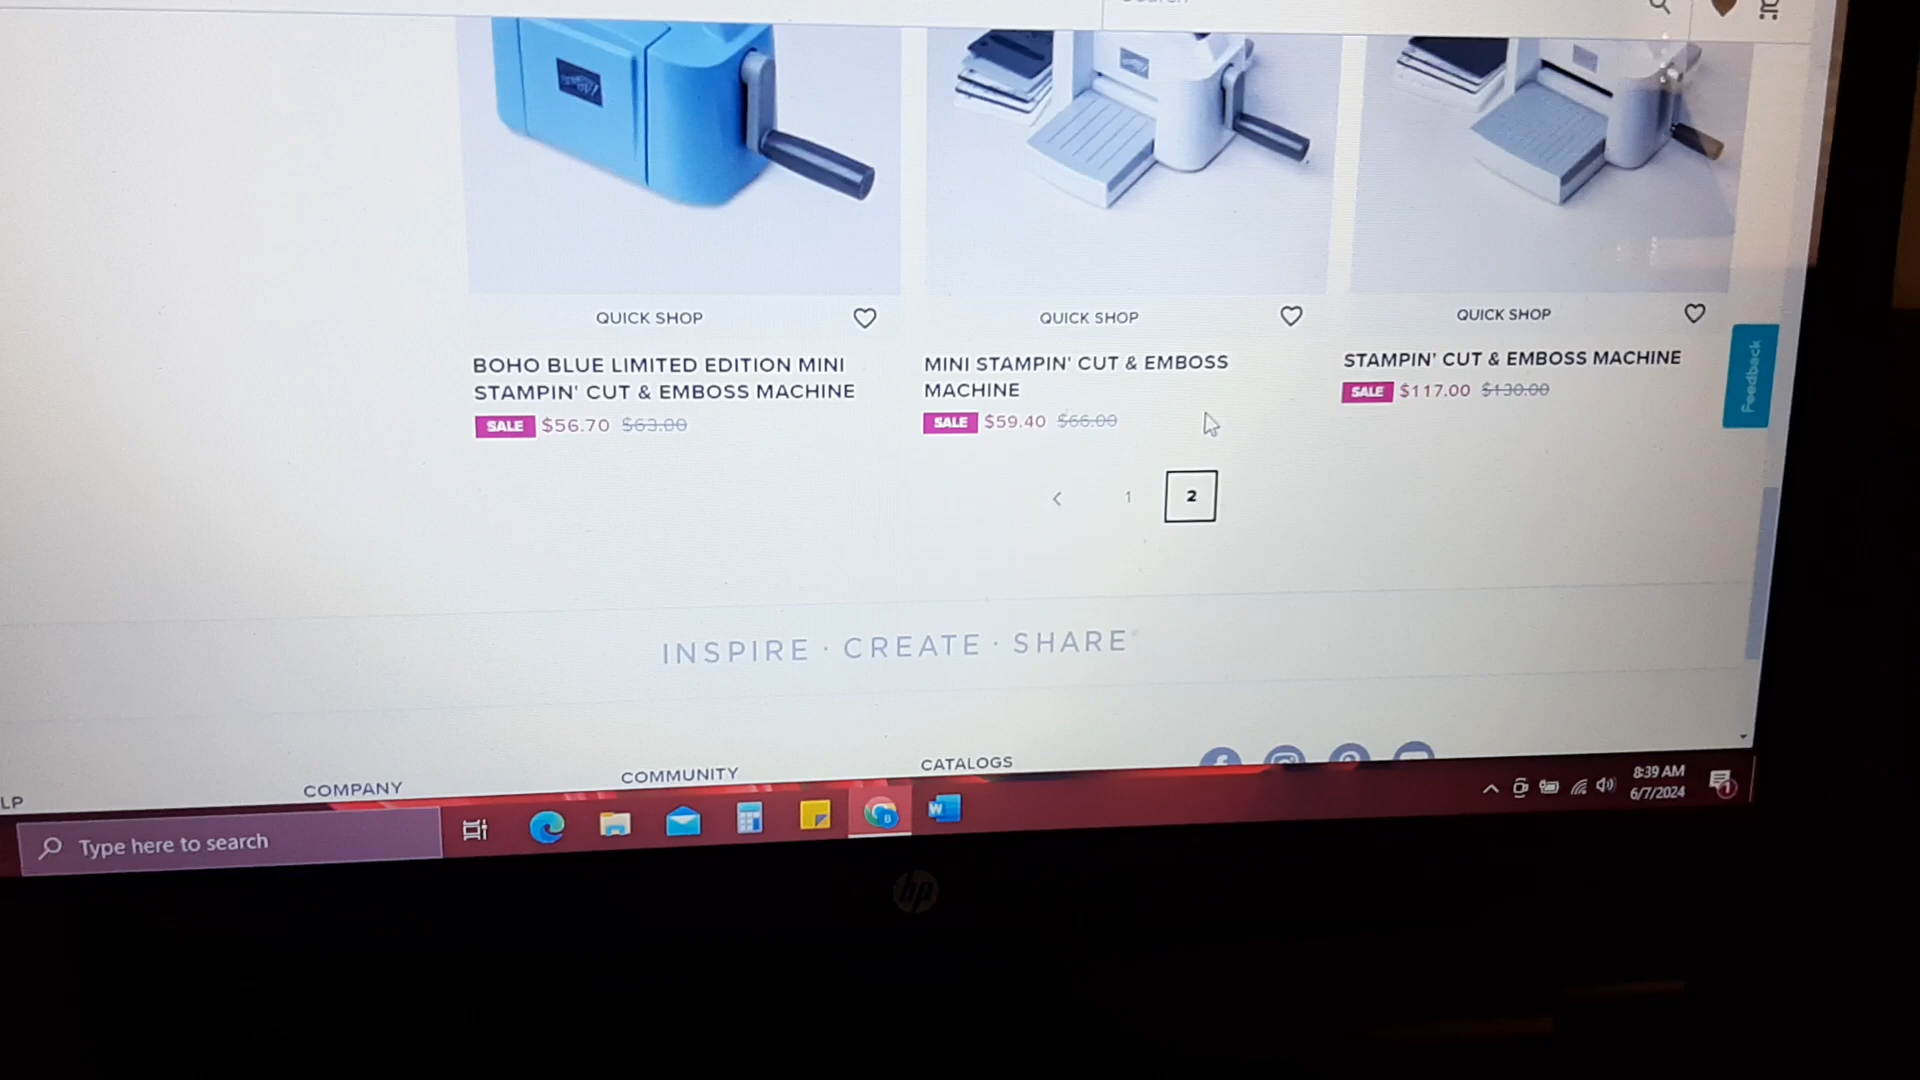 QUICK SHOP
BOHO BLUE LIMITED EDITION MINI
STAMPIN' CUT & EMBOSS MACHINE
SALE $56.70 $63.00
QUICK SHOP
MINI STAMPIN' CUT & EMBOSS
MACHINE
SALE $59.40 $66.00
QUICK SHOP
STAMPIN' CUT & EMBOSS MACHINE
SALE $117.00 $130.00
Feedback
< 1 2
INSPIRE · CREATE · SHARE
LP
COMPANY
COMMUNITY
CATALOGS
Type here to search
8:39 AM
6/7/2024
1
hp